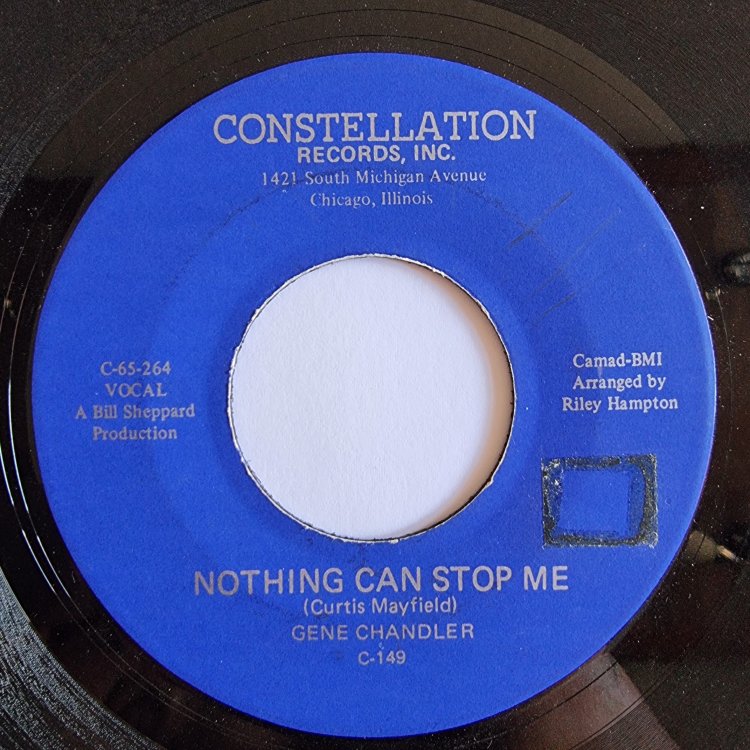 CONSTELLATION
RECORDS, INC.
1421 South Michigan Avenue
Chicago, Illinois
C-65-264
VOCAL
A Bill Sheppard
Production
Camad-BMI
Arranged by
Riley Hampton
NOTHING CAN STOP ME
(Curtis Mayfield)
GENE CHANDLER
C-149